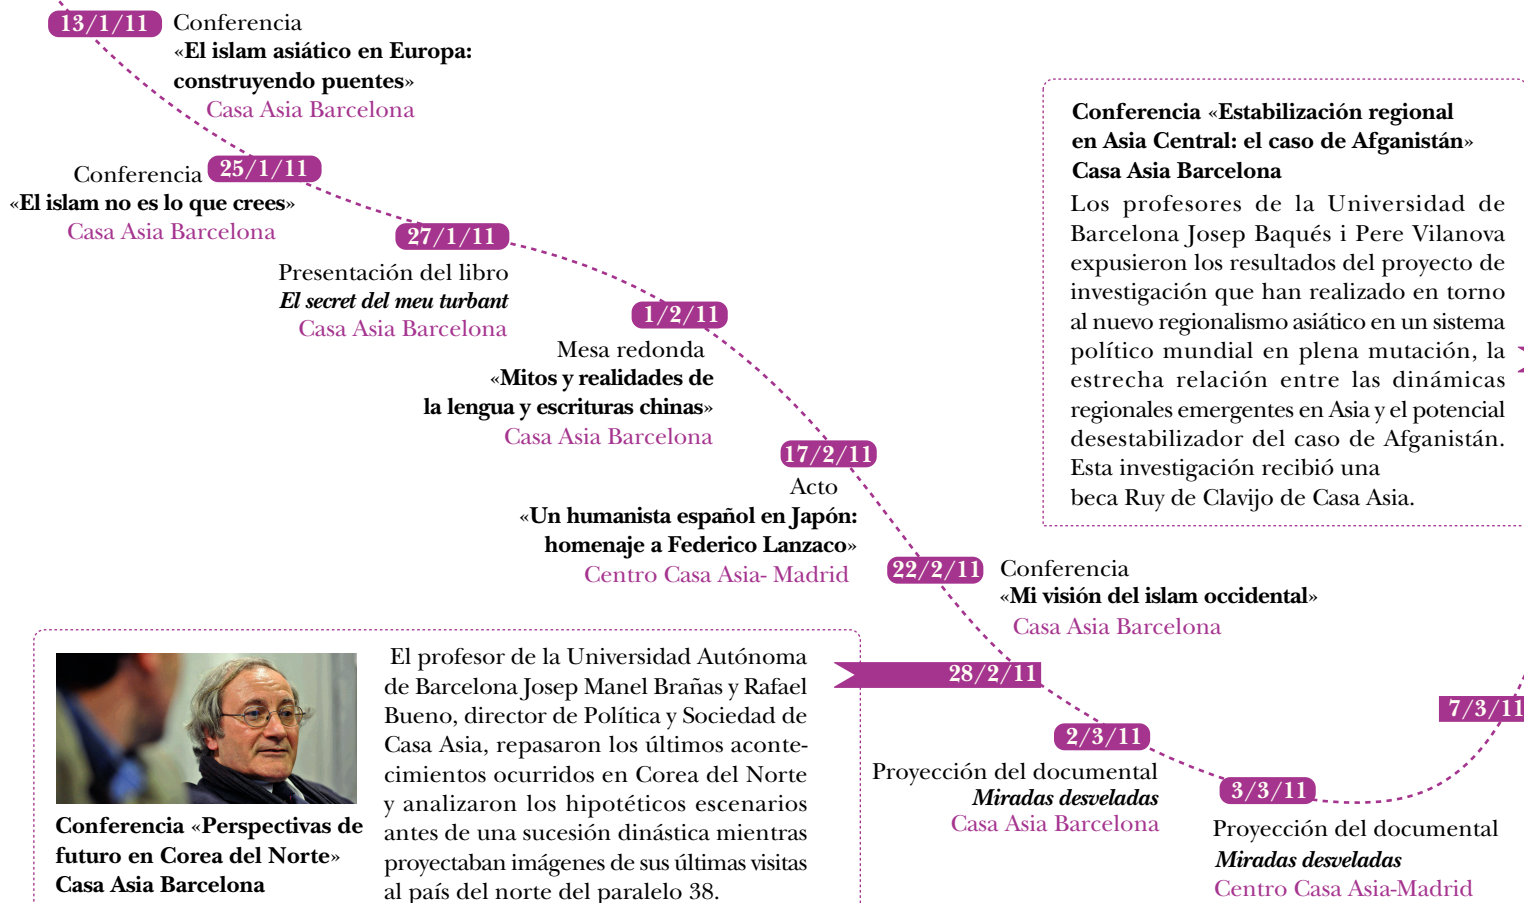 13/1/11
Conferencia
«El islam asiático en Europa:
construyendo puentes»
Casa Asia Barcelona
Conferencia
25/1/11
«El islam no es lo que crees»
Casa Asia Barcelona
27/1/11
Presentación del libro
El secret del meu turbant
Casa Asia Barcelona
1/2/11
Mesa redonda
«Mitos y realidades de
la lengua y escrituras chinas»
Casa Asia Barcelona
17/2/11
Acto
«Un humanista español en Japón:
homenaje a Federico Lanzaco»
Centro Casa Asia- Madrid
22/2/11
Conferencia
«Mi visión del islam occidental»
Casa Asia Barcelona
28/2/11
Conferencia «Perspectivas de
futuro en Corea del Norte»
Casa Asia Barcelona
El profesor de la Universidad Autónoma
de Barcelona Josep Manel Brañas y Rafael
Bueno, director de Política y Sociedad de
Casa Asia, repasaron los últimos aconte-
cimientos ocurridos en Corea del Norte
y analizaron los hipotéticos escenarios
antes de una sucesión dinástica mientras
proyectaban imágenes de sus últimas visitas
al país del norte del paralelo 38.
2/3/11
Proyección del documental
Miradas desveladas
Casa Asia Barcelona
3/3/11
Proyección del documental
Miradas desveladas
Centro Casa Asia-Madrid
7/3/11
Conferencia «Estabilización regional
en Asia Central: el caso de Afganistán»
Casa Asia Barcelona
Los profesores de la Universidad de
Barcelona Josep Baqués i Pere Vilanova
expusieron los resultados del proyecto de
investigación que han realizado en torno
al nuevo regionalismo asiático en un sistema
político mundial en plena mutación, la
estrecha relación entre las dinámicas
regionales emergentes en Asia y el potencial
desestabilizador del caso de Afganistán.
Esta investigación recibió una
beca Ruy de Clavijo de Casa Asia.